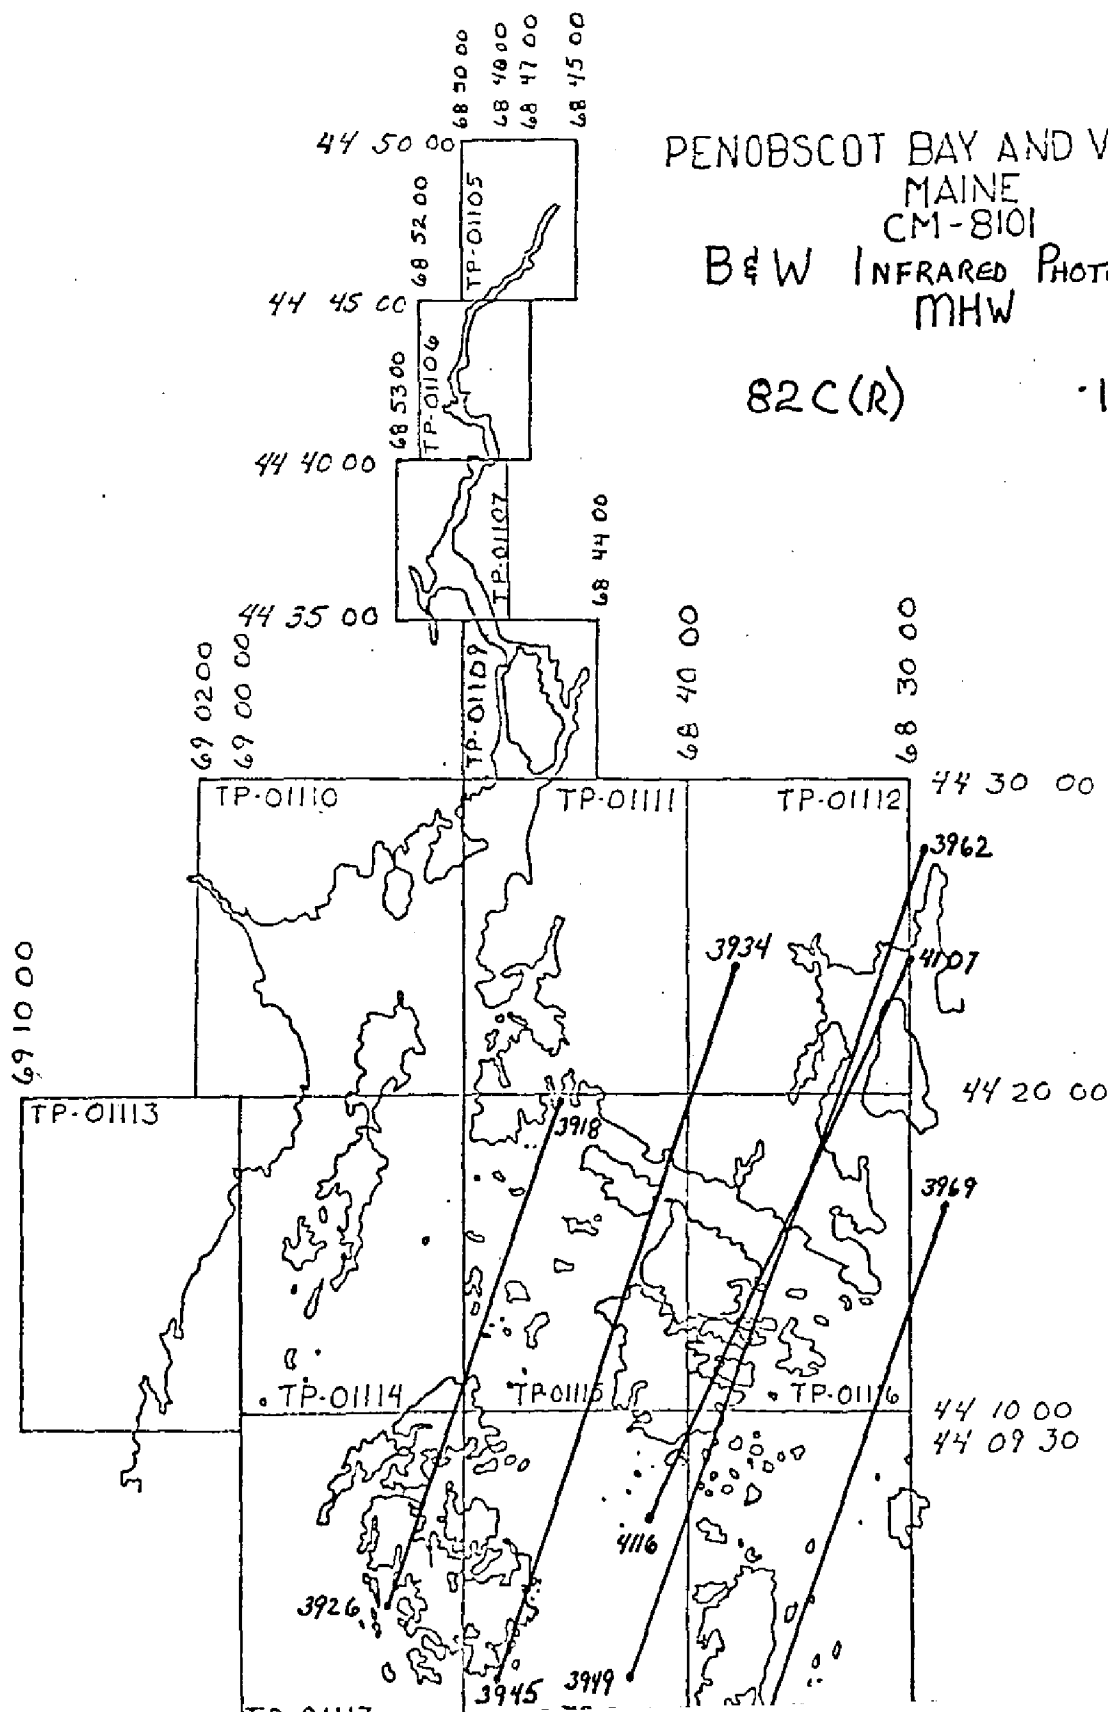 68 50 00
68 48 00
68 47 00
68 45 00
44 50 00
PENOBSCOT BAY AND V
MAINE
CM-8101
B&W INFRARED PHOT
MHW
82C(R)
TP-01105
68 52 00
44 45 00
TP-01106
68 53 00
44 40 00
TP-01107
68 44 00
44 35 00
TP-01109
69 02 00
69 00 00
68 40 00
68 30 00
44 30 00
TP-01110
TP-01111
TP-01112
3962
3934
4107
69 10 00
44 20 00
TP-01113
3918
3969
TP-01114
TP-01115
TP-01116
44 10 00
44 09 30
4116
3926
3945
3949